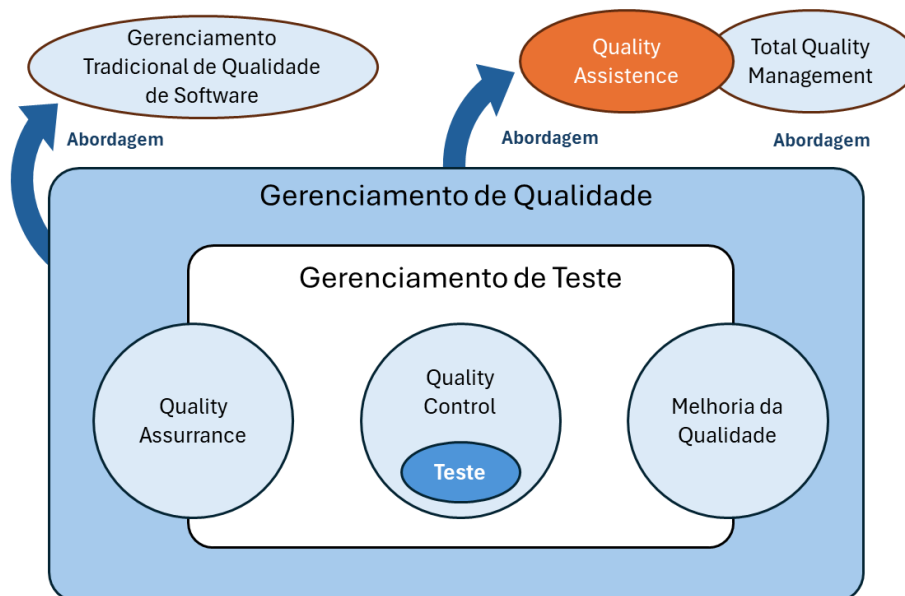 Gerenciamento
Tradicional de Qualidade
de Software
Quality
Assistence
Total Quality
Management
Abordagem
Abordagem
Abordagem
Gerenciamento de Qualidade
Gerenciamento de Teste
Quality
Assurrance
Quality
Control
Teste
Melhoria da
Qualidade